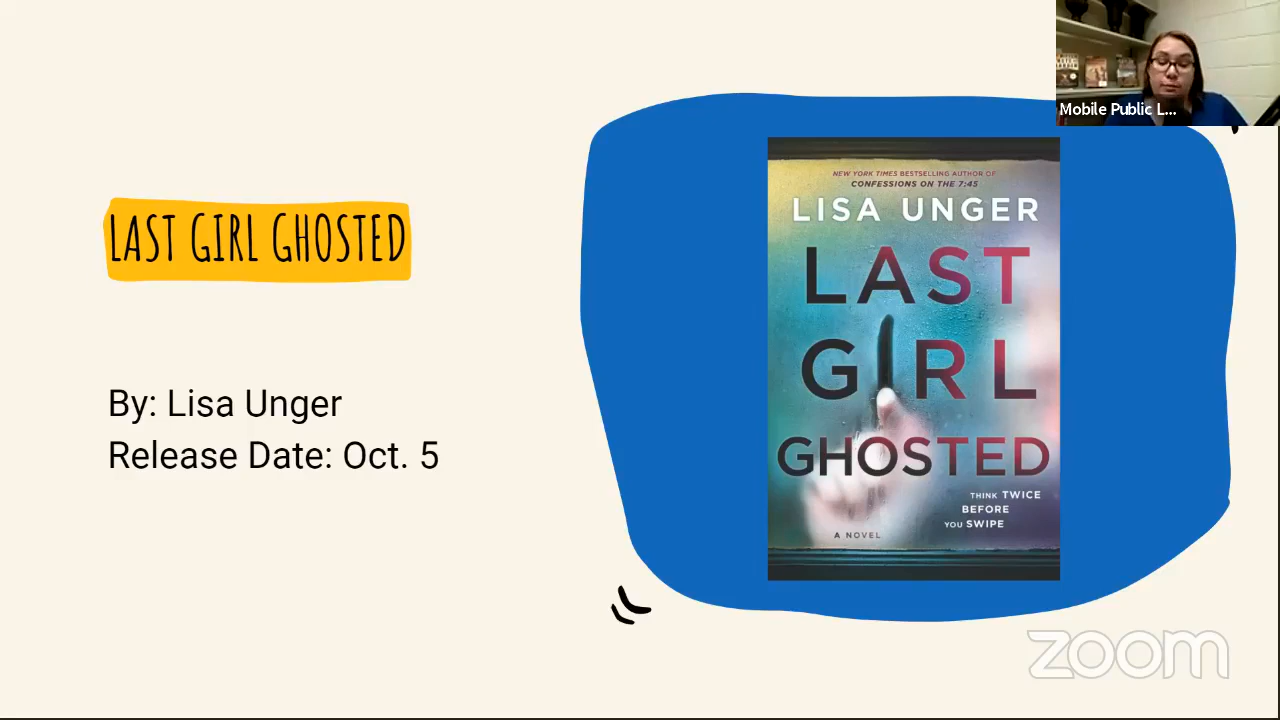 Mobile Public L...
LAST GIRL GHOSTED
By: Lisa Unger
Release Date: Oct. 5
NEW YORK TIMES BESTSELLING AUTHOR OF
CONFESSIONS ON THE 7:45
LISA UNGER
LAST
GIRL
GHOSTED
THINK TWICE
BEFORE
YOU SWIPE
A NOVEL
zoom